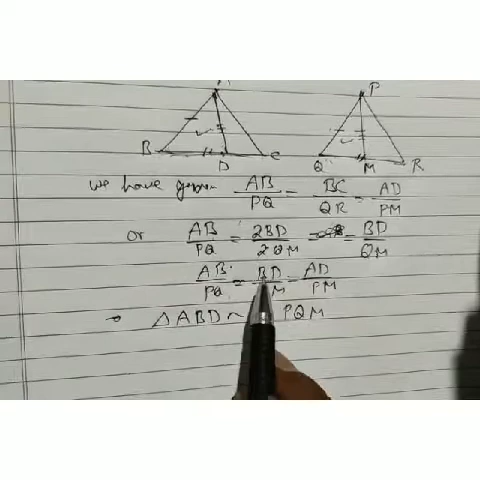 P
B D C Q M R
we have given AB/PQ = BC/QR = AD/PM
or AB/PQ = 2BD/2QM = BD/QM
AB/PQ = BD/ M = AD/PM
⇒ △ABD ~ PQM